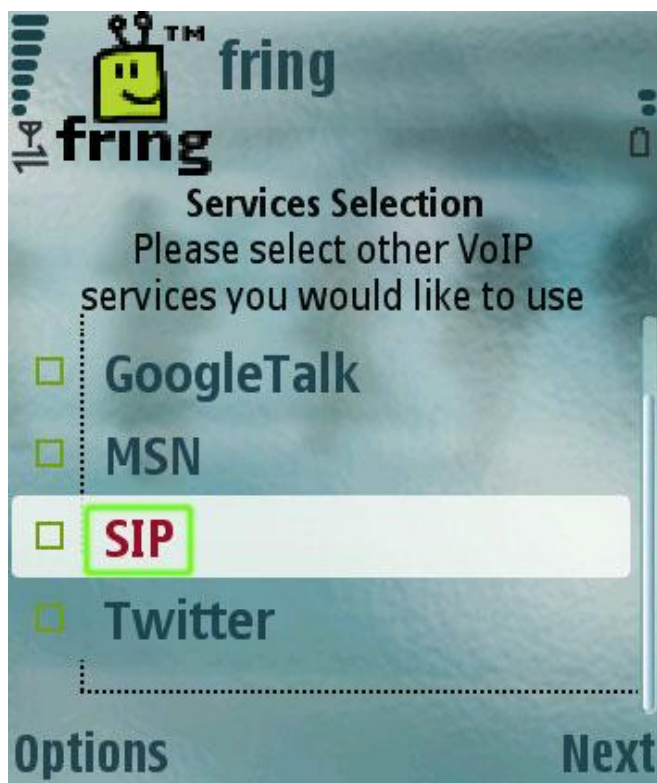 ™ fring
fring
Services Selection
Please select other VoIP
services you would like to use
GoogleTalk
MSN
SIP
Twitter
Options Next